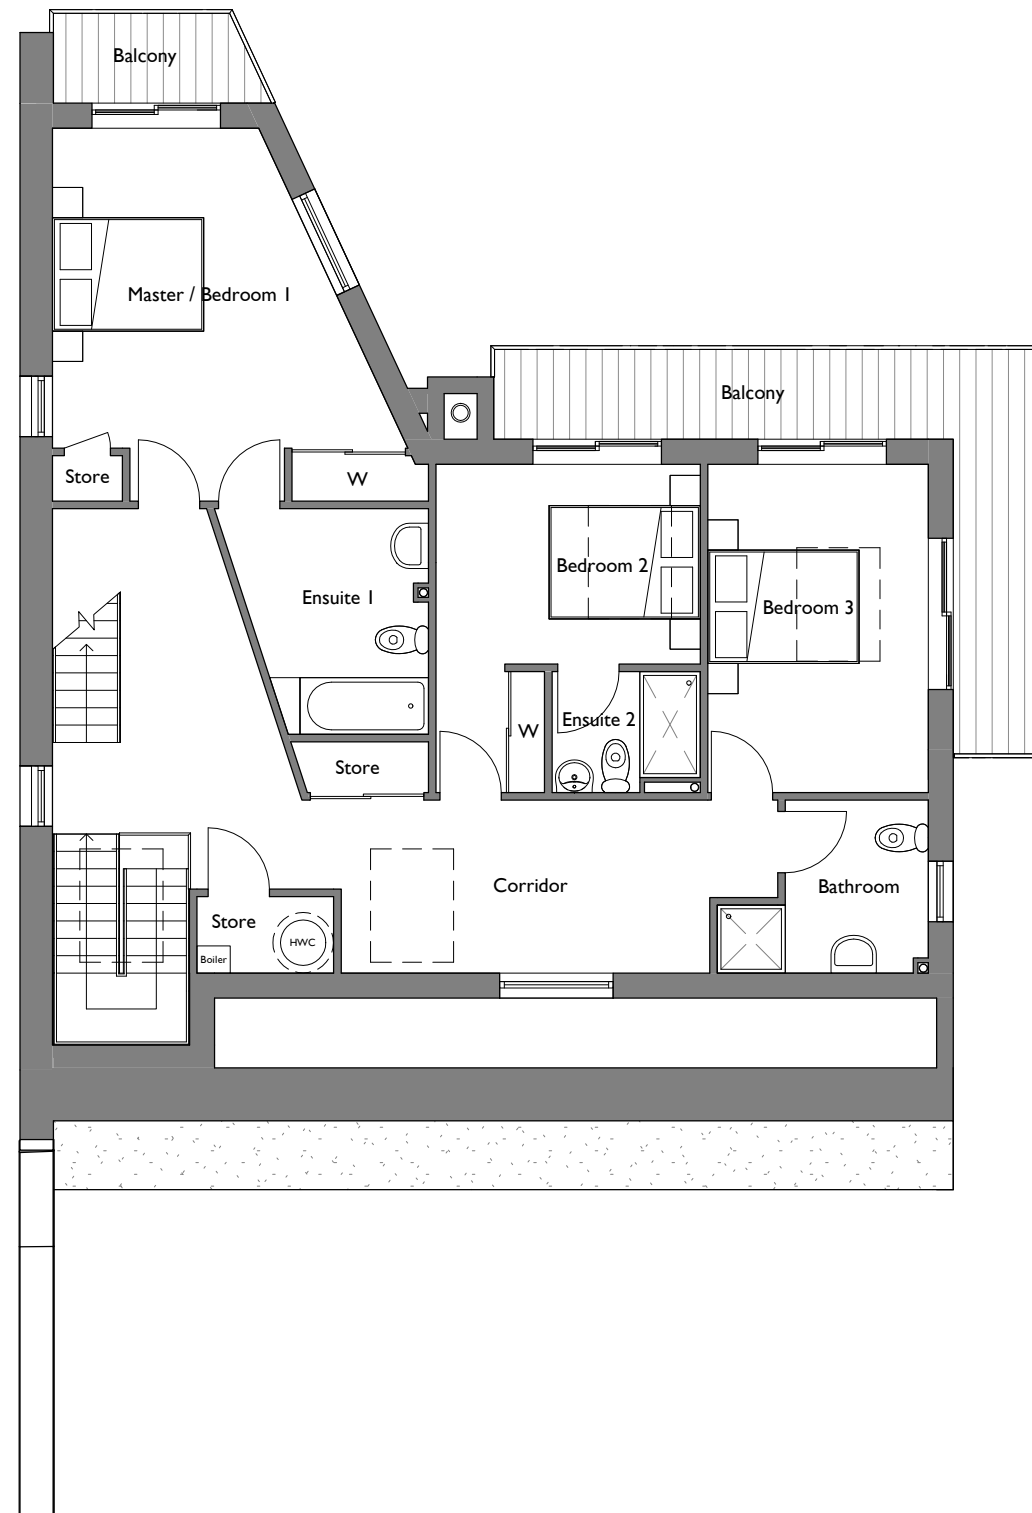 Balcony
Master / Bedroom 1
Balcony
Store
W
Bedroom 2
Ensuite 1
Bedroom 3
Ensuite 2
W
Store
Corridor
Bathroom
Store
HWC
Boiler